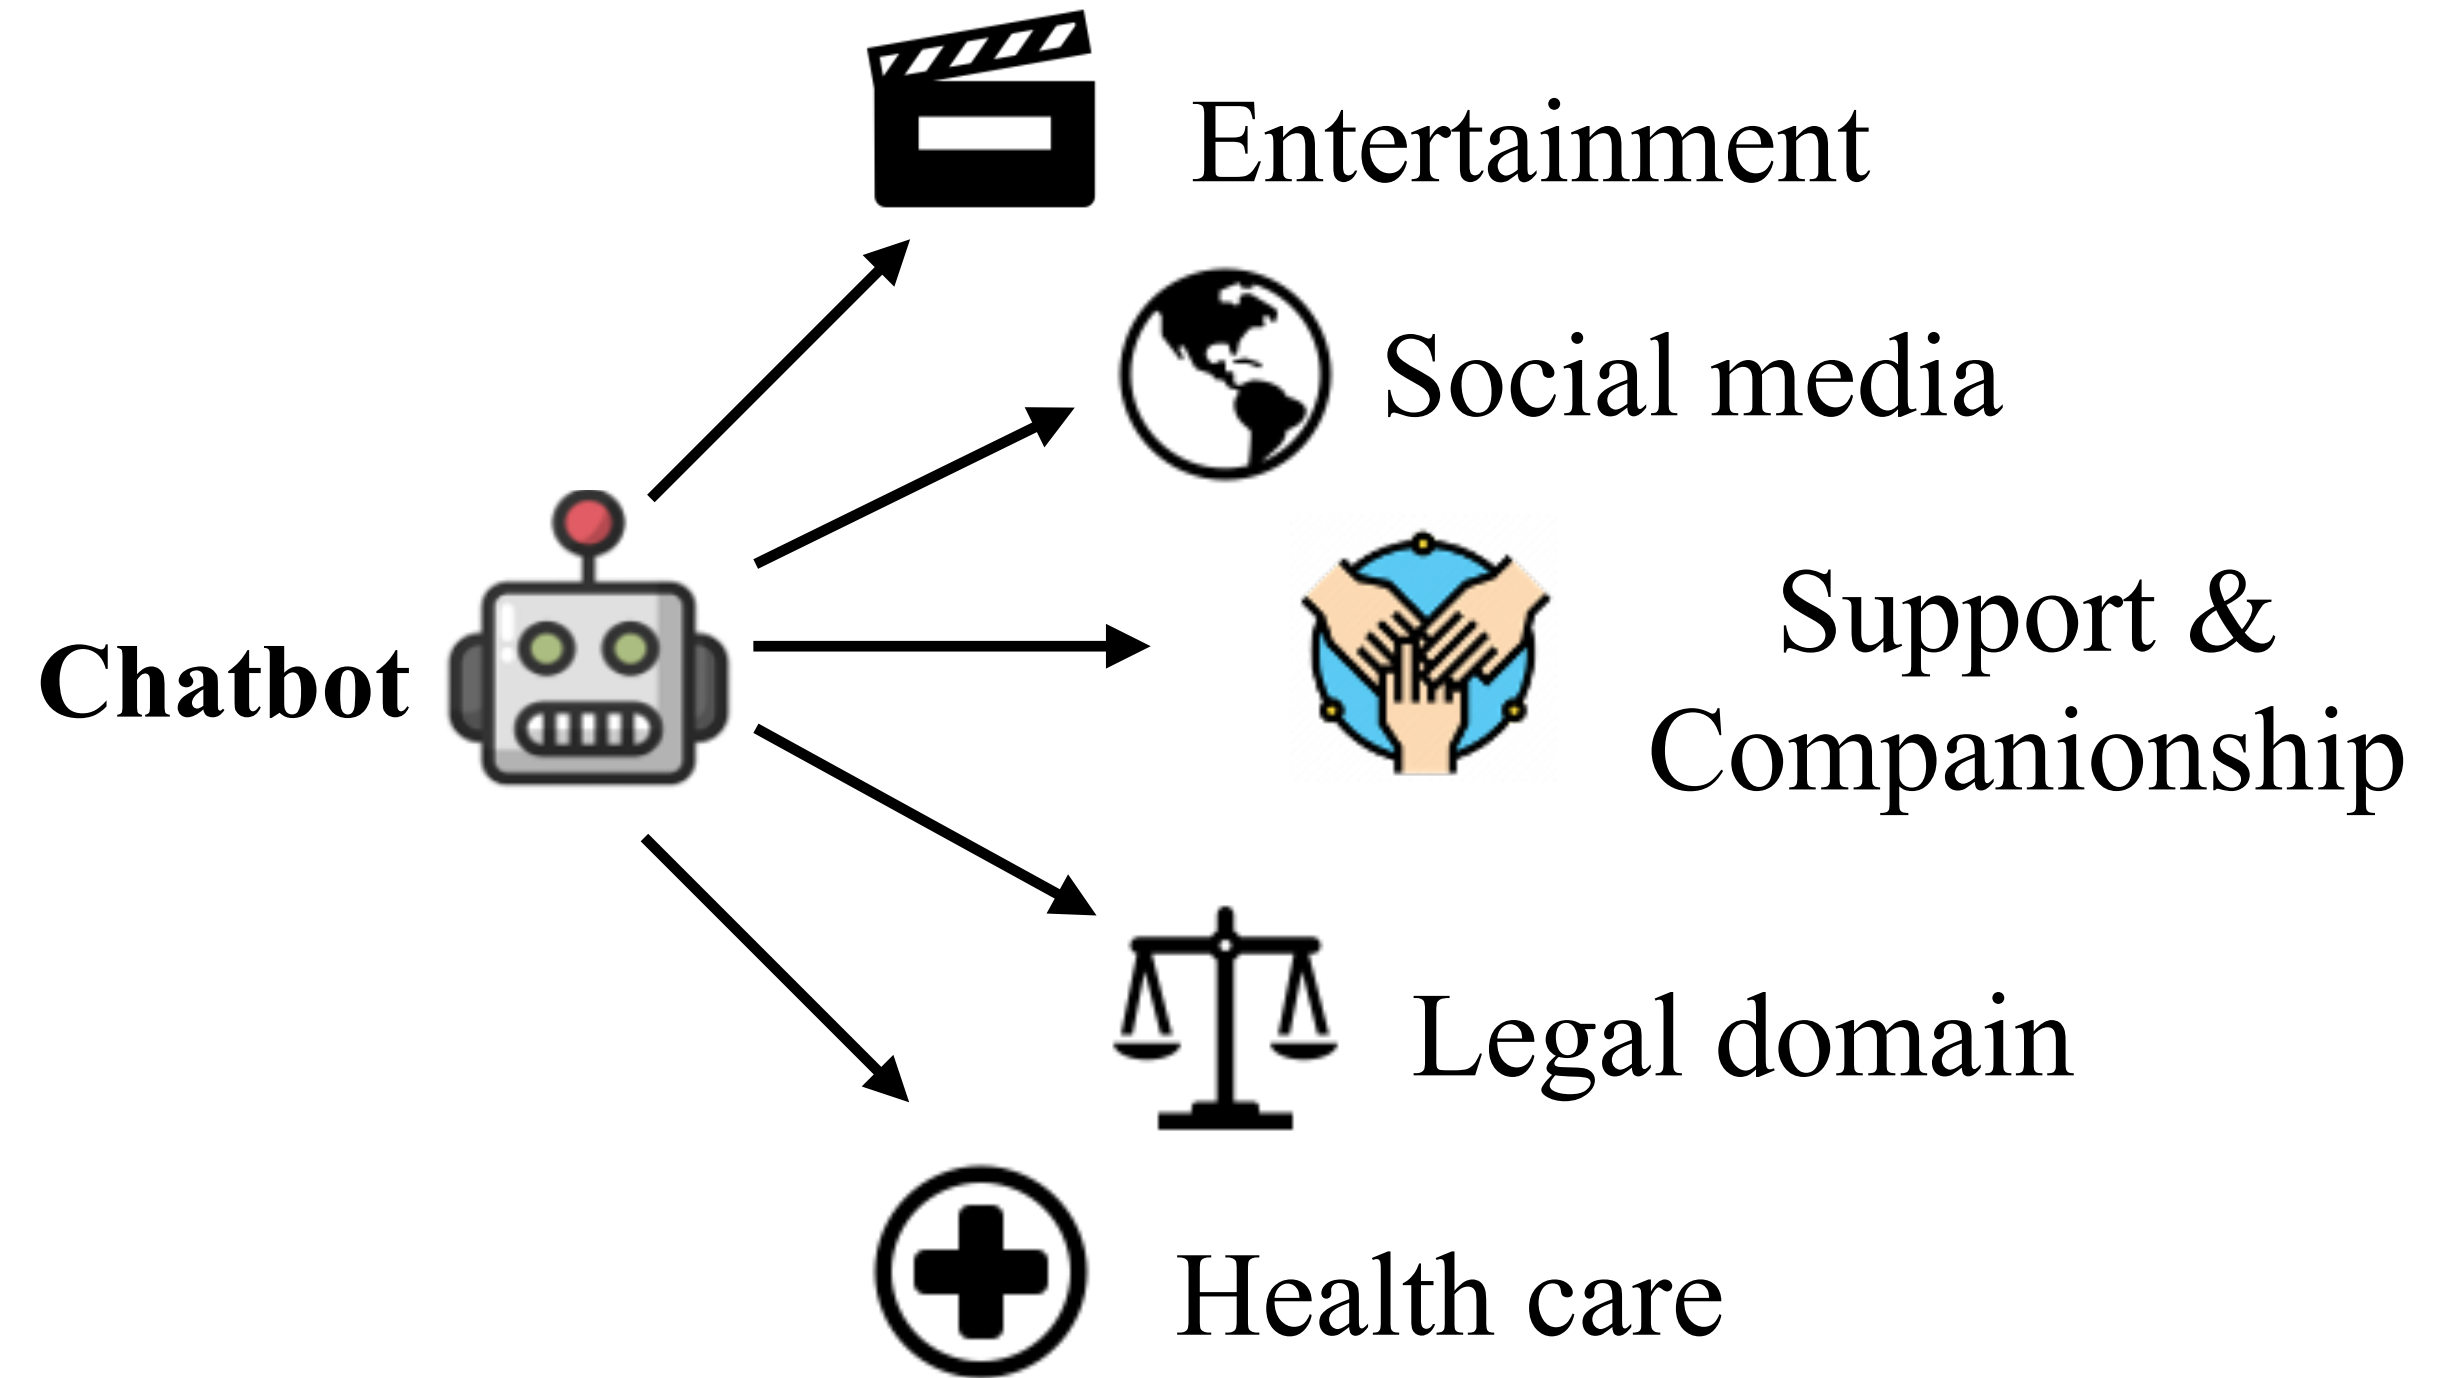 Entertainment
Social media
Chatbot
Support &
Companionship
Legal domain
Health care